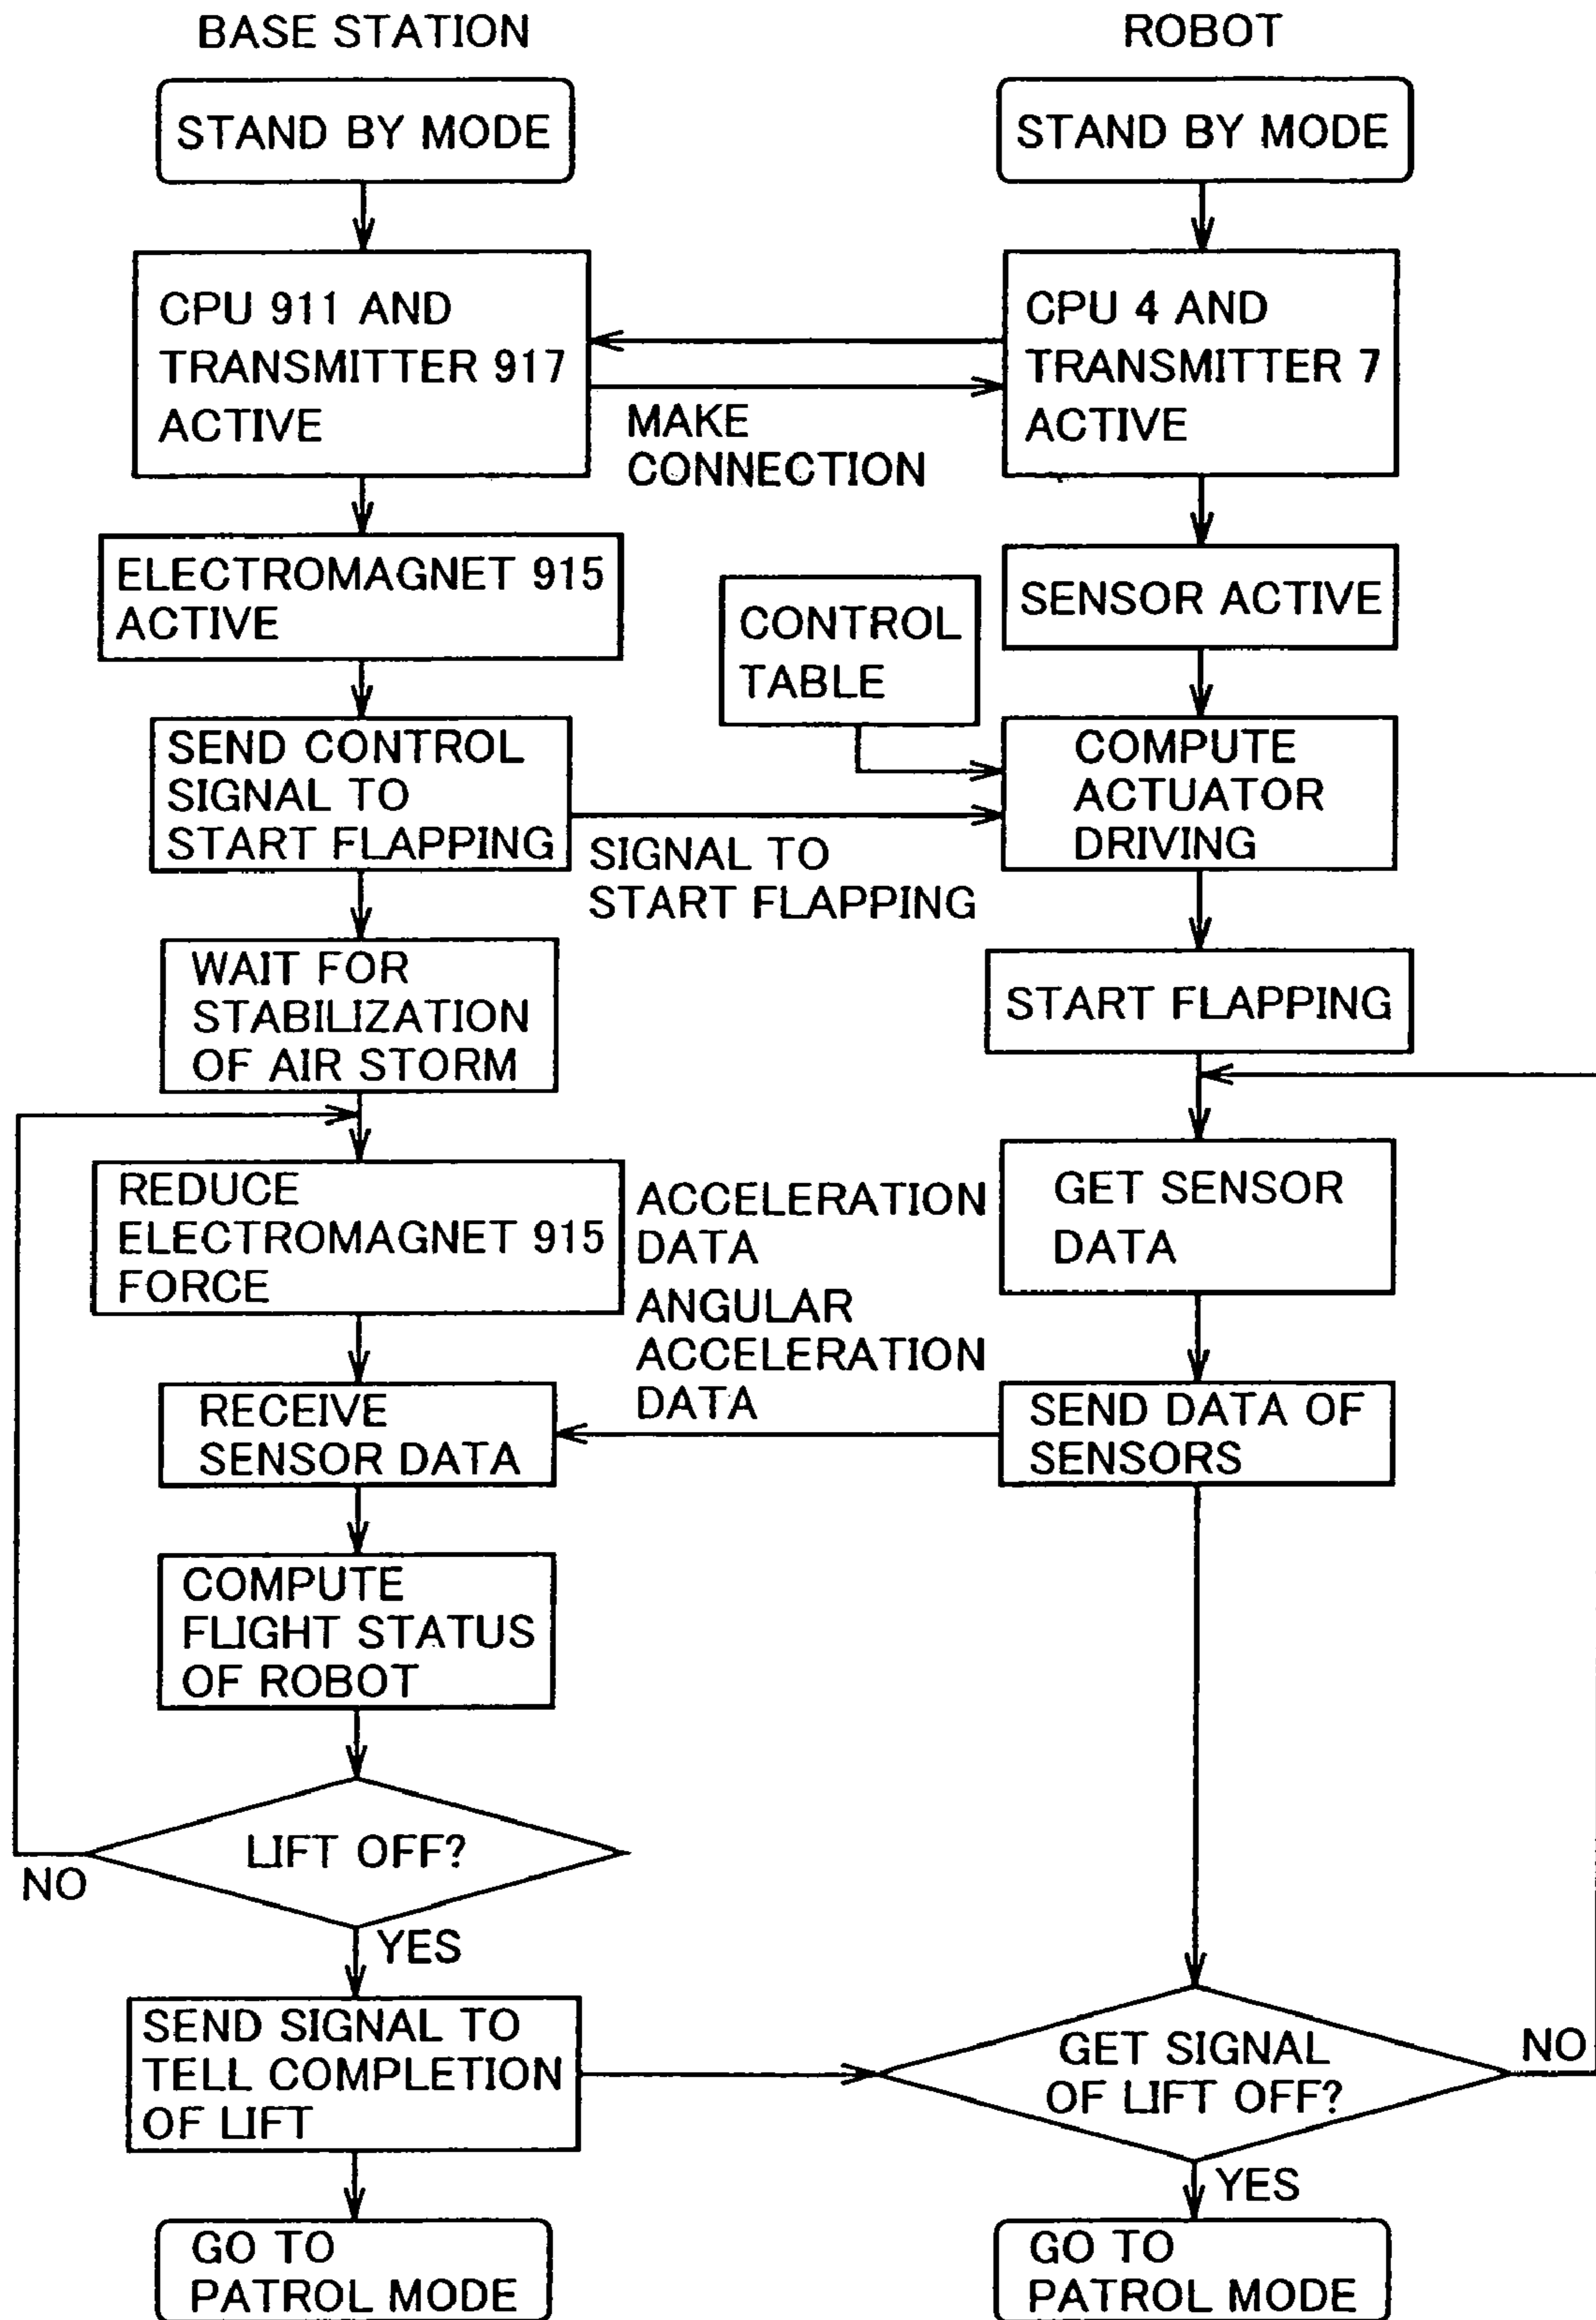 BASE STATION
ROBOT
STAND BY MODE
STAND BY MODE
CPU 911 AND
TRANSMITTER 917
ACTIVE
CPU 4 AND
TRANSMITTER 7
ACTIVE
MAKE
CONNECTION
ELECTROMAGNET 915
ACTIVE
SENSOR ACTIVE
CONTROL
TABLE
SEND CONTROL
SIGNAL TO
START FLAPPING
COMPUTE
ACTUATOR
DRIVING
SIGNAL TO
START FLAPPING
WAIT FOR
STABILIZATION
OF AIR STORM
START FLAPPING
REDUCE
ELECTROMAGNET 915
FORCE
ACCELERATION
DATA
ANGULAR
ACCELERATION
DATA
GET SENSOR
DATA
RECEIVE
SENSOR DATA
SEND DATA OF
SENSORS
COMPUTE
FLIGHT STATUS
OF ROBOT
LIFT OFF?
NO
YES
SEND SIGNAL TO
TELL COMPLETION
OF LIFT
GET SIGNAL
OF LIFT OFF?
NO
YES
GO TO
PATROL MODE
GO TO
PATROL MODE